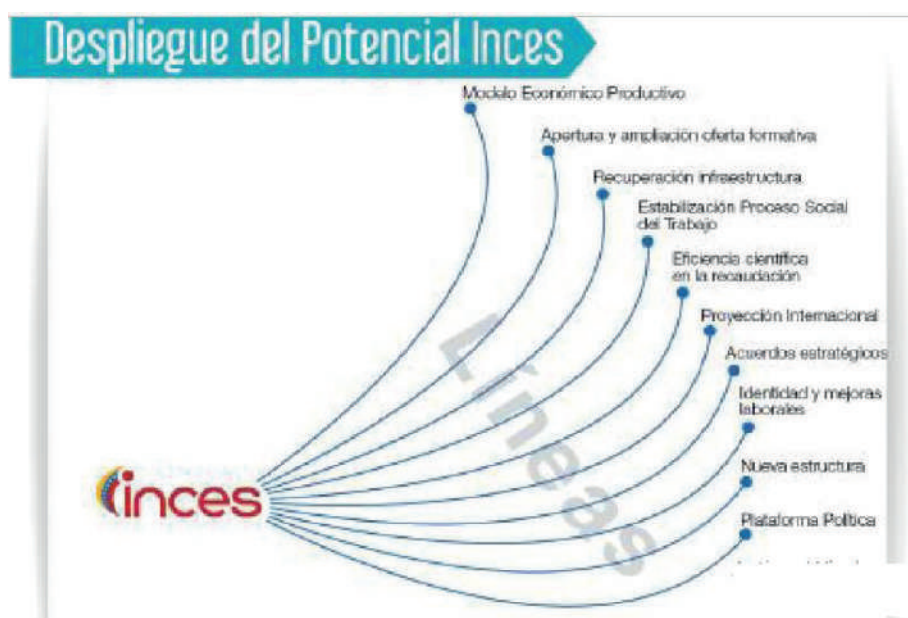 Despliegue del Potencial Inces
Modelo Económico Productivo
Apertura y ampliación oferta formativa
Recuperación infraestructura
Estabilización Proceso Social
del Trabajo
Eficiencia científica
en la recaudación
Proyección Internacional
Acuerdos estratégicos
Identidad y mejoras
laborales
Nueva estructura
Plataforma Política
Líneas
inces